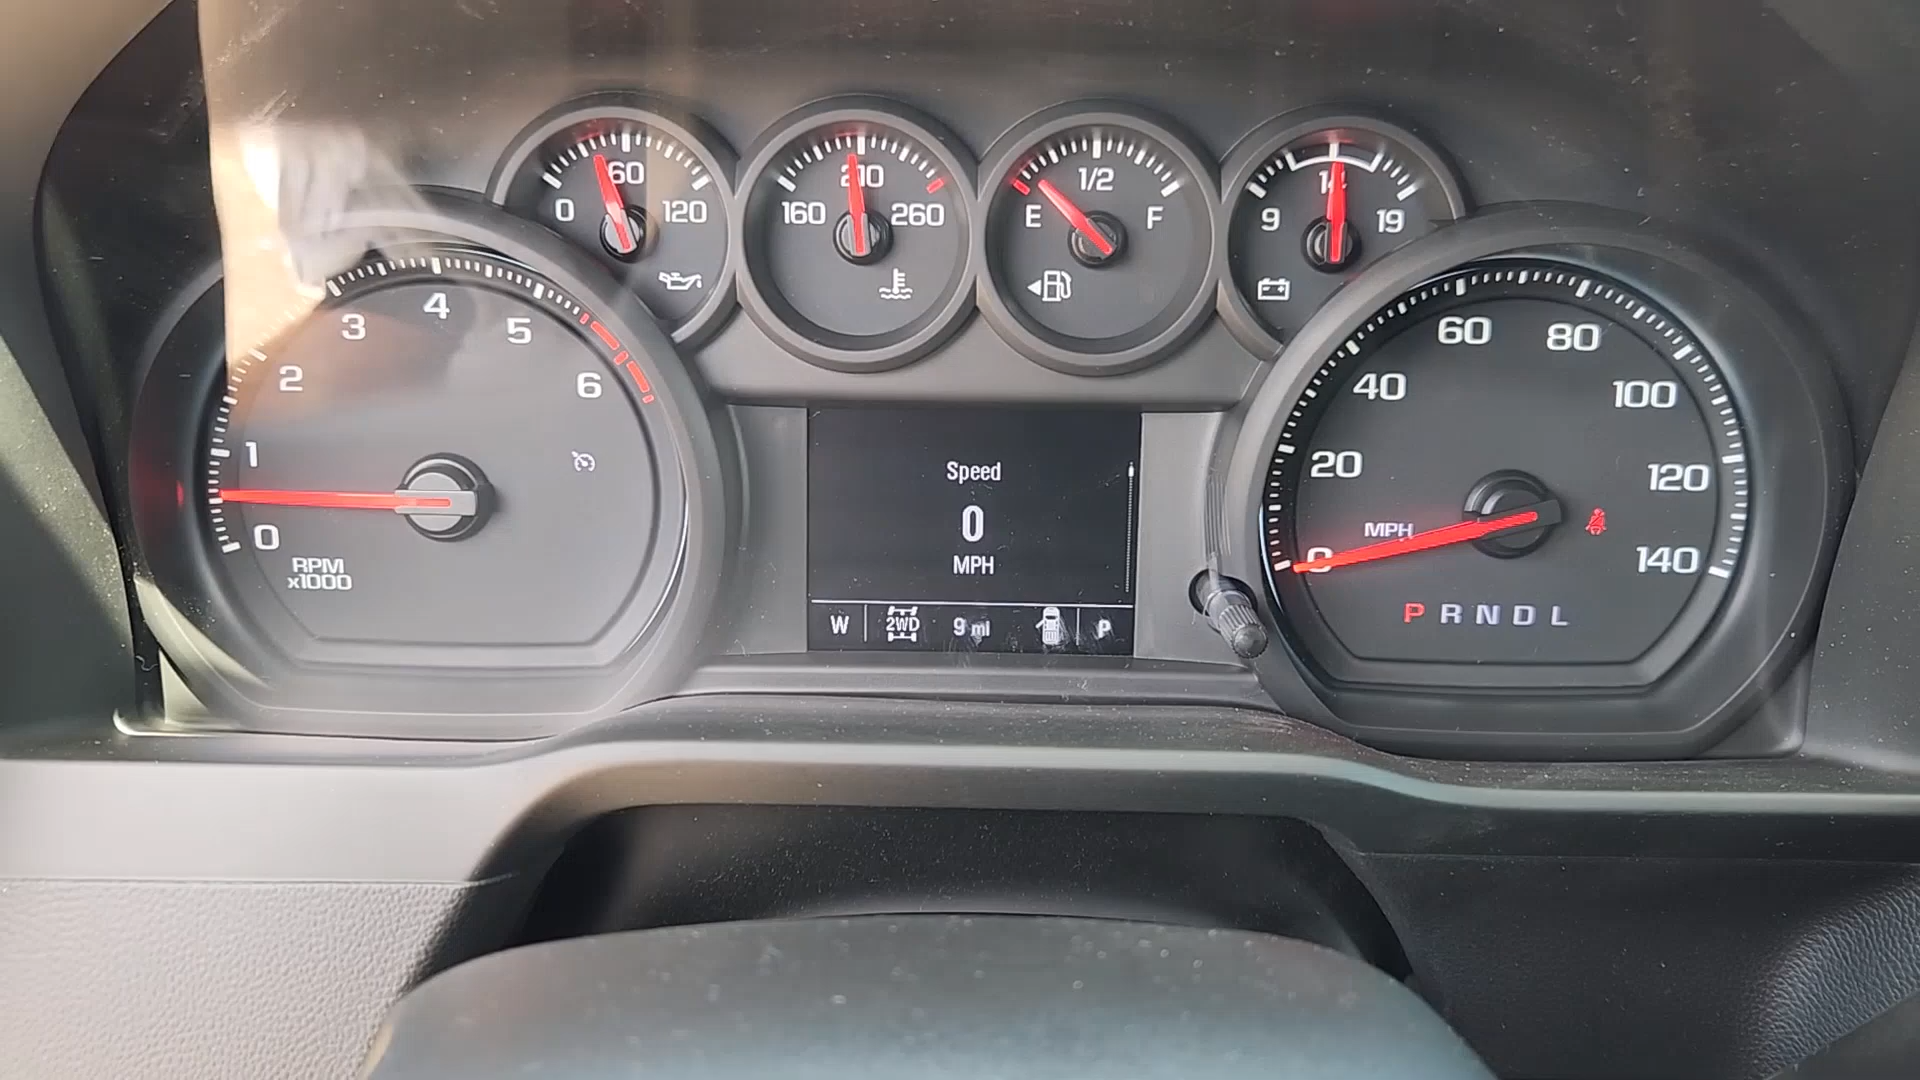 0 60 120
160 210 260
E 1/2 F
9 14 19
0 1 2 3 4 5 6
RPM
x1000
Speed
0
MPH
W 2WD 9 mi P
0 20 40 60 80 100 120 140
MPH
P R N D L